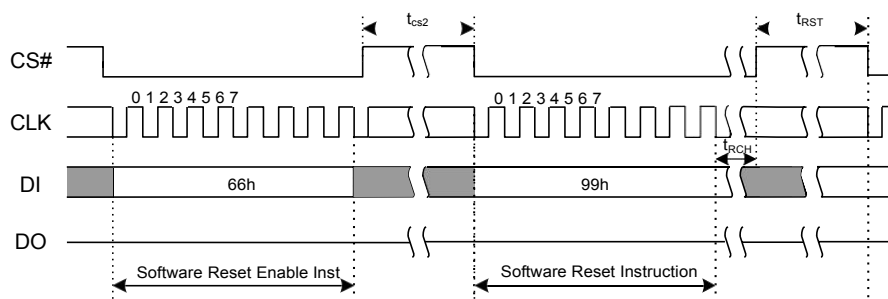 tcs2
tRST
CS#
0 1 2 3 4 5 6 7
0 1 2 3 4 5 6 7
CLK
tRCH
DI
66h
99h
DO
Software Reset Enable Inst
Software Reset Instruction